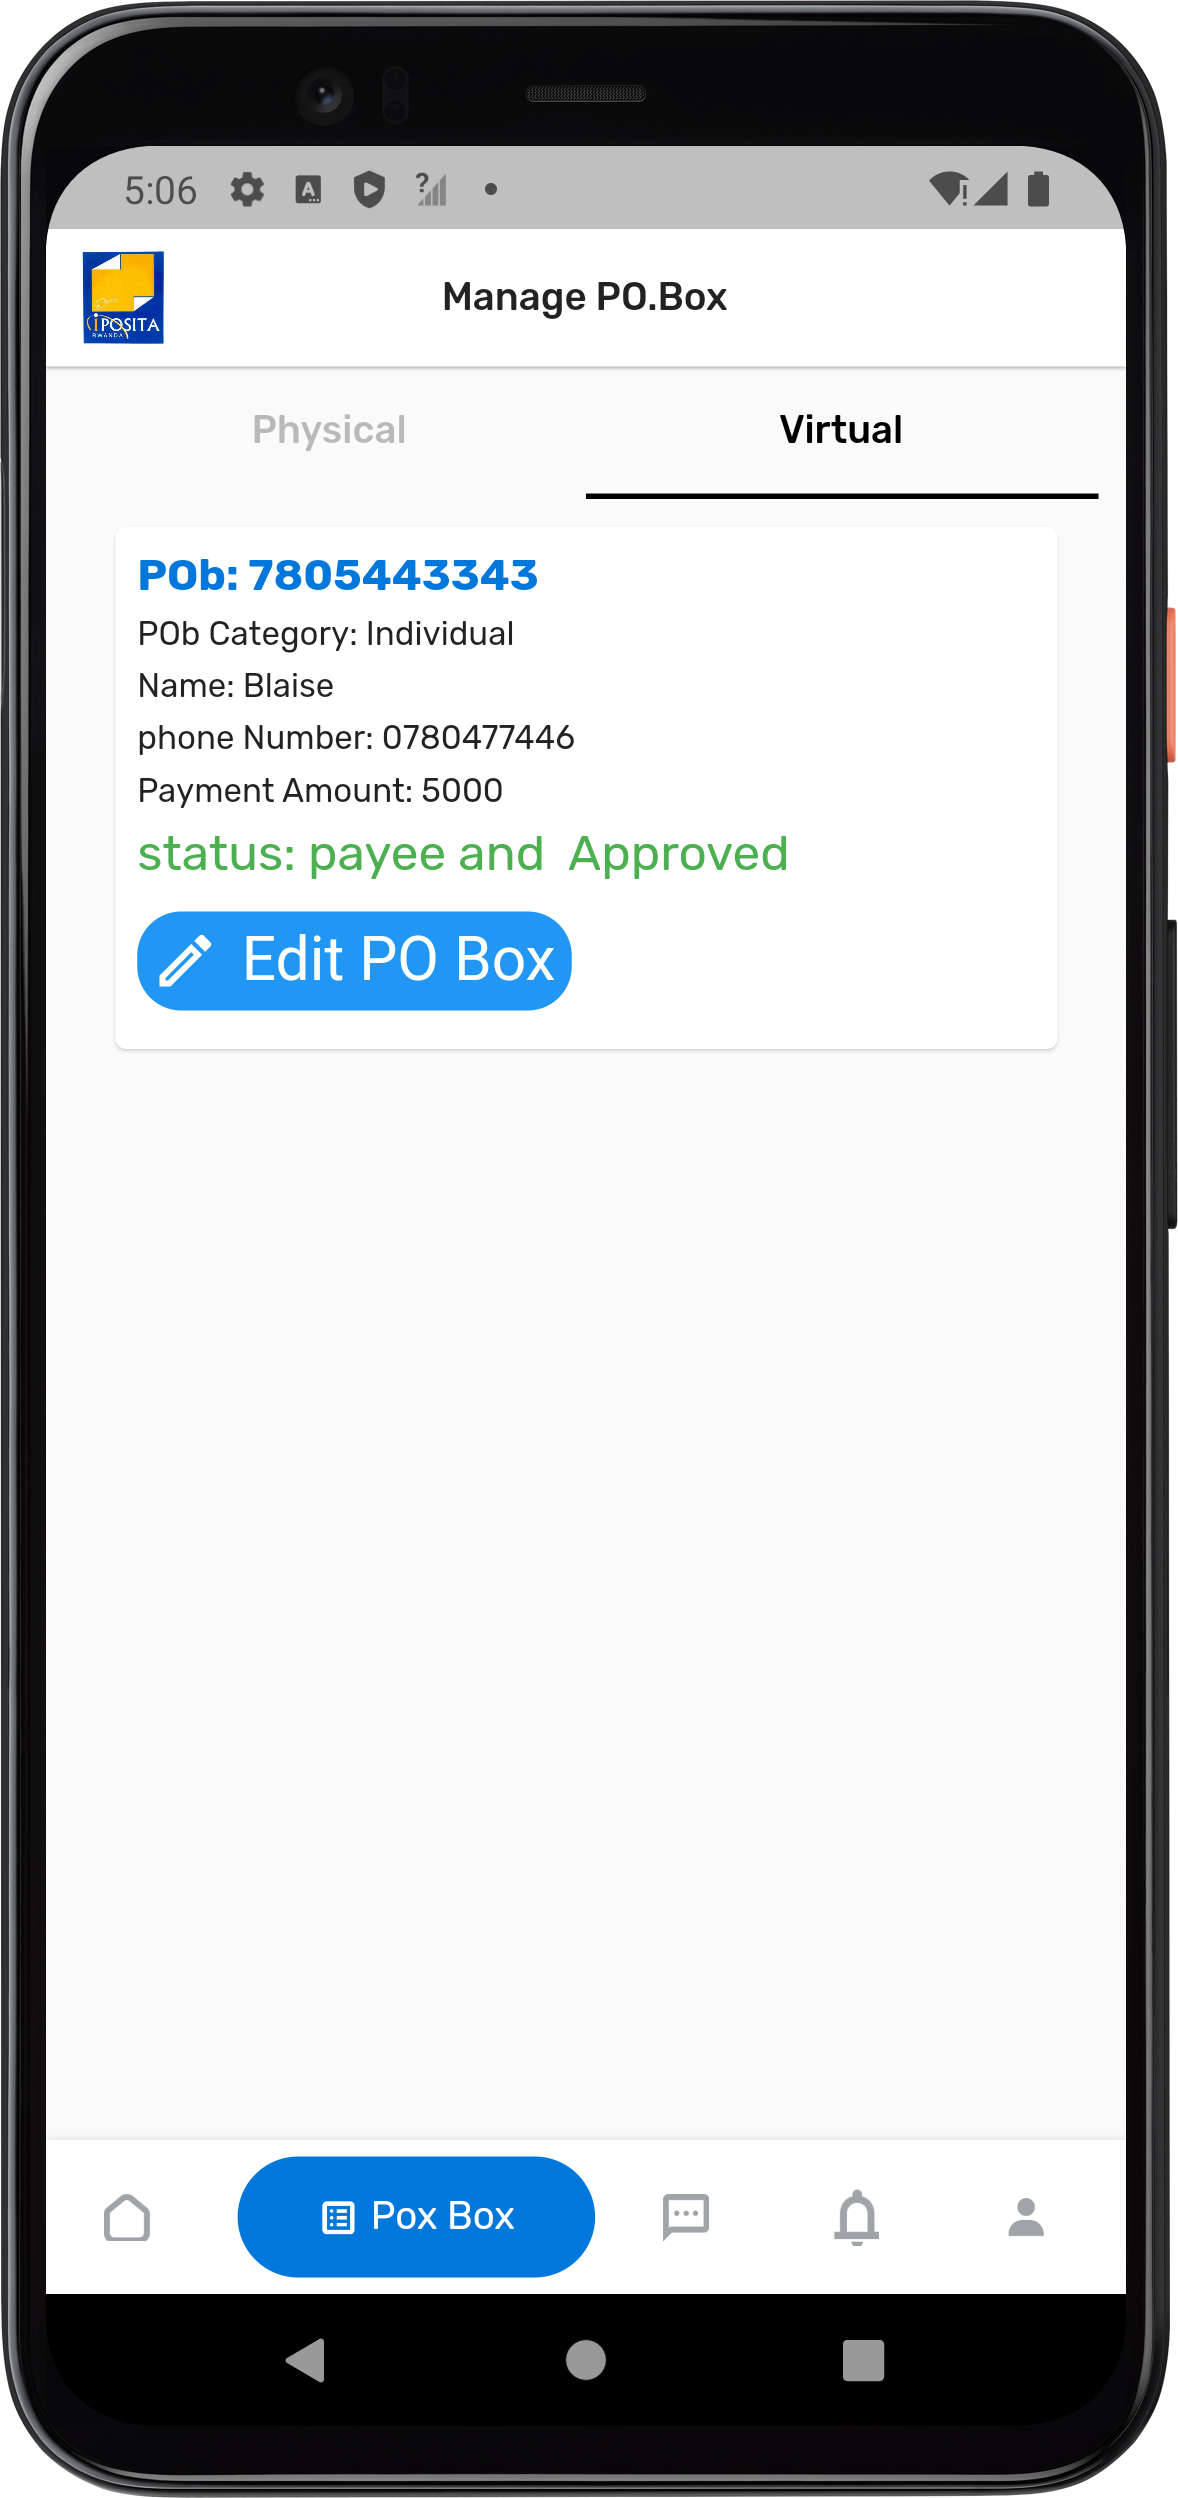 5:06
Manage PO.Box
iPOSITA
RWANDA
Physical
Virtual
POb: 7805443343
POb Category: Individual
Name: Blaise
phone Number: 0780477446
Payment Amount: 5000
status: payee and  Approved
Edit PO Box
Pox Box